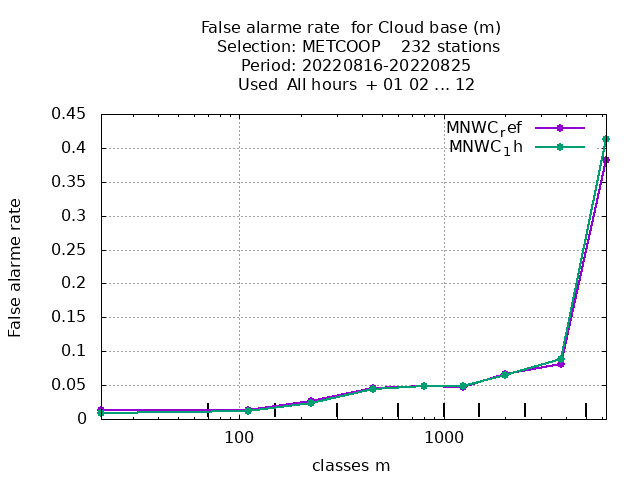 False alarme rate  for Cloud base (m)
Selection: METCOOP    232 stations
Period: 20220816-20220825
Used  All hours  + 01 02 ... 12
0.45
0.4
0.35
0.3
0.25
0.2
0.15
0.1
0.05
0
False alarme rate
MNWC_ref
MNWC_1h
100
1000
classes m